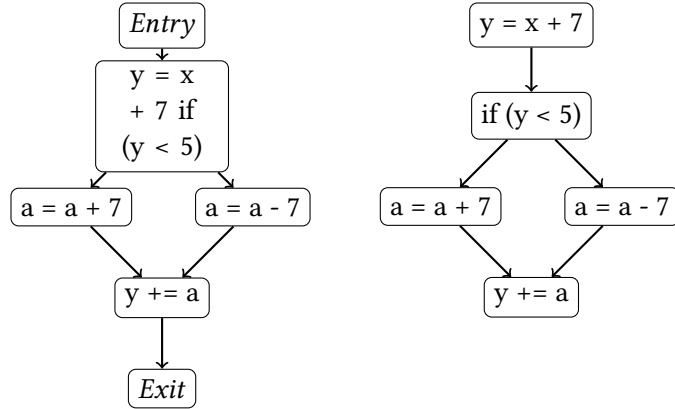 Entry
y = x
+ 7 if
(y < 5)
a = a + 7
a = a - 7
y += a
Exit
y = x + 7
if (y < 5)
a = a + 7
a = a - 7
y += a